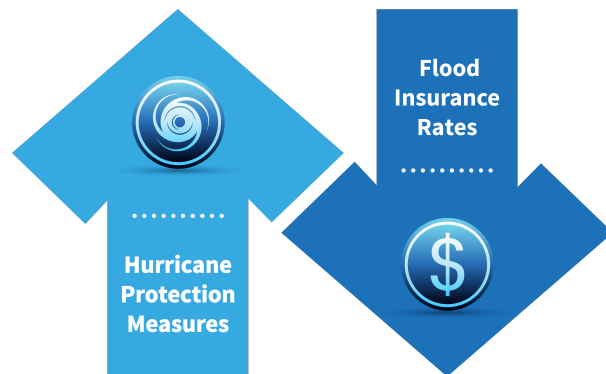 Hurricane
Protection
Measures
Flood
Insurance
Rates
$